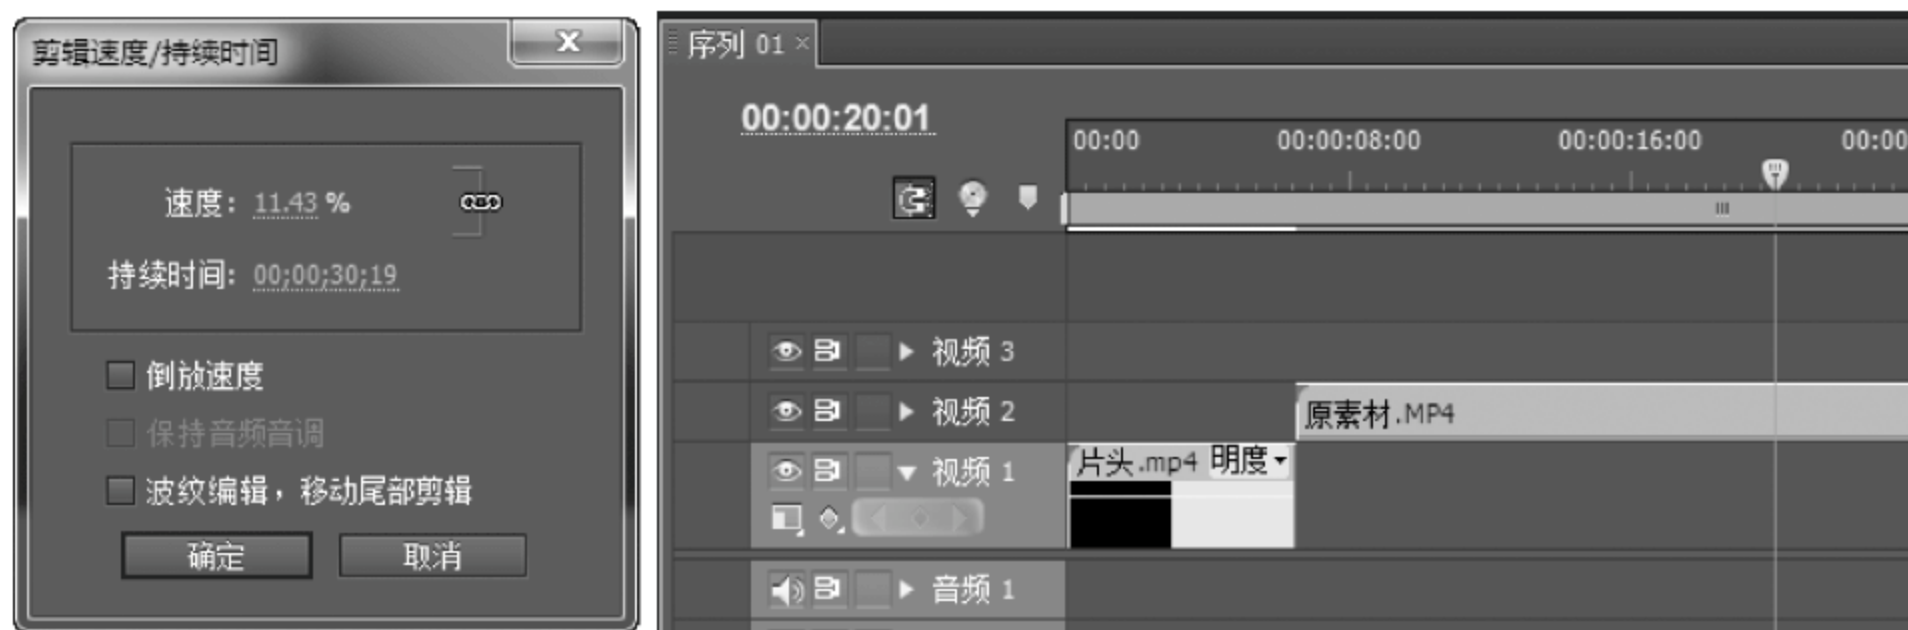 剪辑速度/持续时间
速度: 11.43 %
持续时间: 00;00;30;19
倒放速度
保持音频音调
波纹编辑，移动尾部剪辑
确定
取消
序列 01
00:00:20:01
00:00
00:00:08:00
00:00:16:00
00:00
视频 3
视频 2
原素材.MP4
视频 1
片头.mp4 明度
音频 1